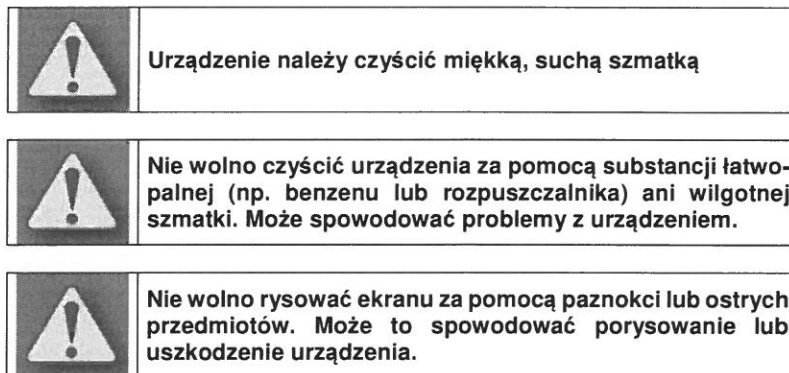 Urządzenie należy czyścić miękką, suchą szmatką
Nie wolno czyścić urządzenia za pomocą substancji łatwo-
palnej (np. benzenu lub rozpuszczalnika) ani wilgotnej
szmatki. Może spowodować problemy z urządzeniem.
Nie wolno rysować ekranu za pomocą paznokci lub ostrych
przedmiotów. Może to spowodować porysowanie lub
uszkodzenie urządzenia.